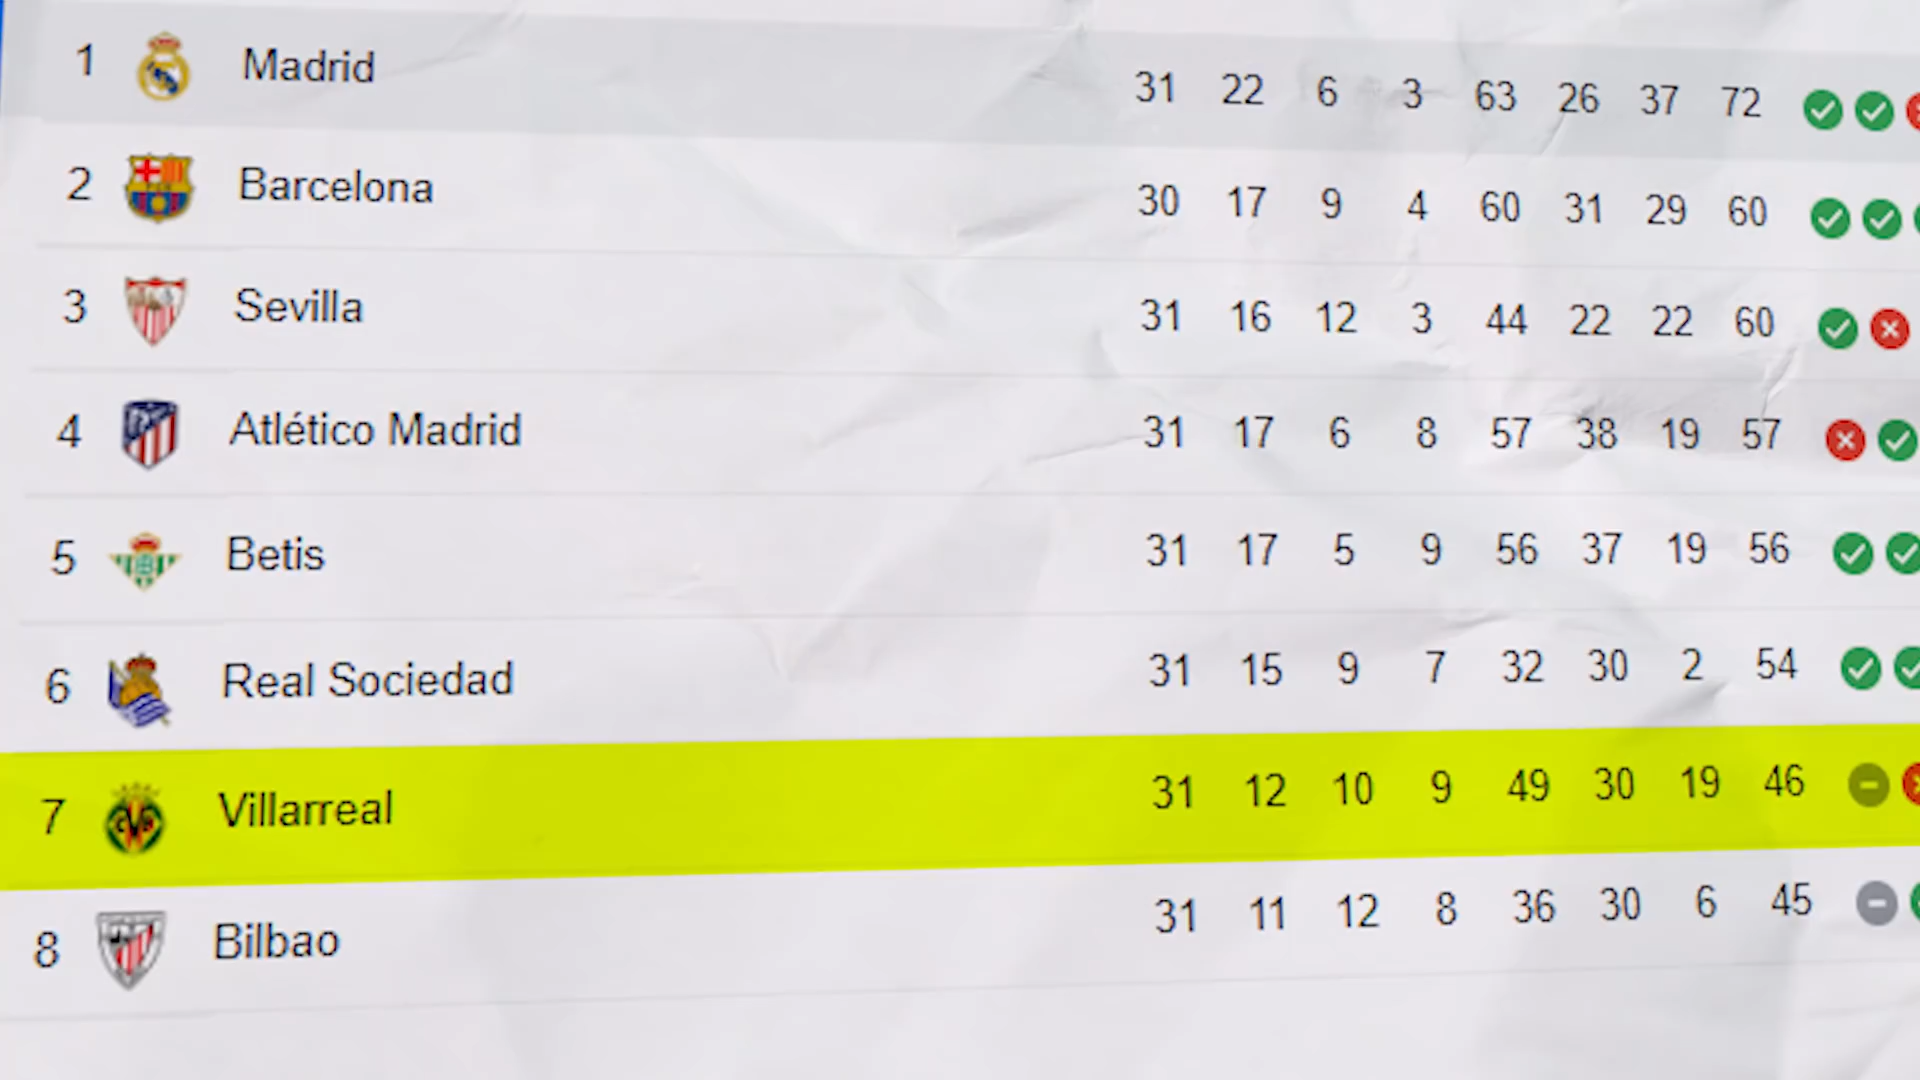 1 Madrid 31 22 6 3 63 26 37 72
2 Barcelona 30 17 9 4 60 31 29 60
3 Sevilla 31 16 12 3 44 22 22 60
4 Atlético Madrid 31 17 6 8 57 38 19 57
5 Betis 31 17 5 9 56 37 19 56
6 Real Sociedad 31 15 9 7 32 30 2 54
7 Villarreal 31 12 10 9 49 30 19 46
8 Bilbao 31 11 12 8 36 30 6 45